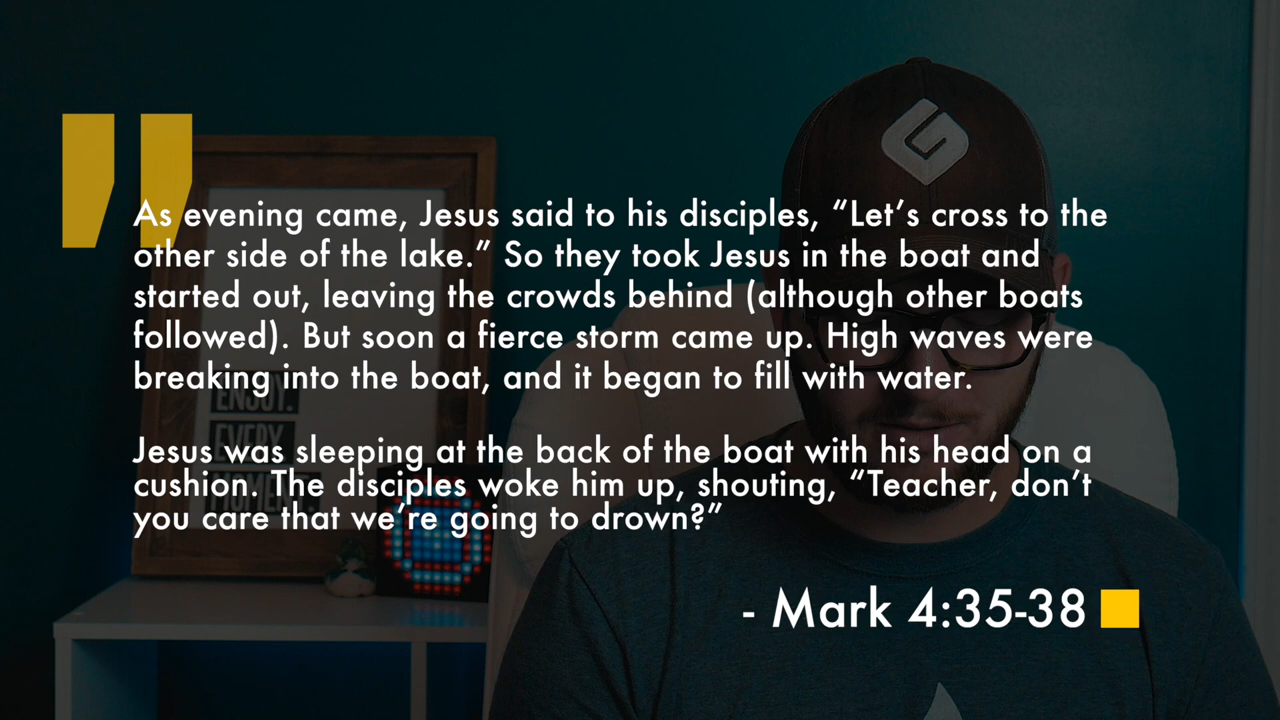 As evening came, Jesus said to his disciples, “Let’s cross to the
other side of the lake.” So they took Jesus in the boat and
started out, leaving the crowds behind (although other boats
followed). But soon a fierce storm came up. High waves were
breaking into the boat, and it began to fill with water.
Jesus was sleeping at the back of the boat with his head on a
cushion. The disciples woke him up, shouting, “Teacher, don’t
you care that we’re going to drown?”
- Mark 4:35-38
ENJOY.
EVERY.
MOMENT.
G